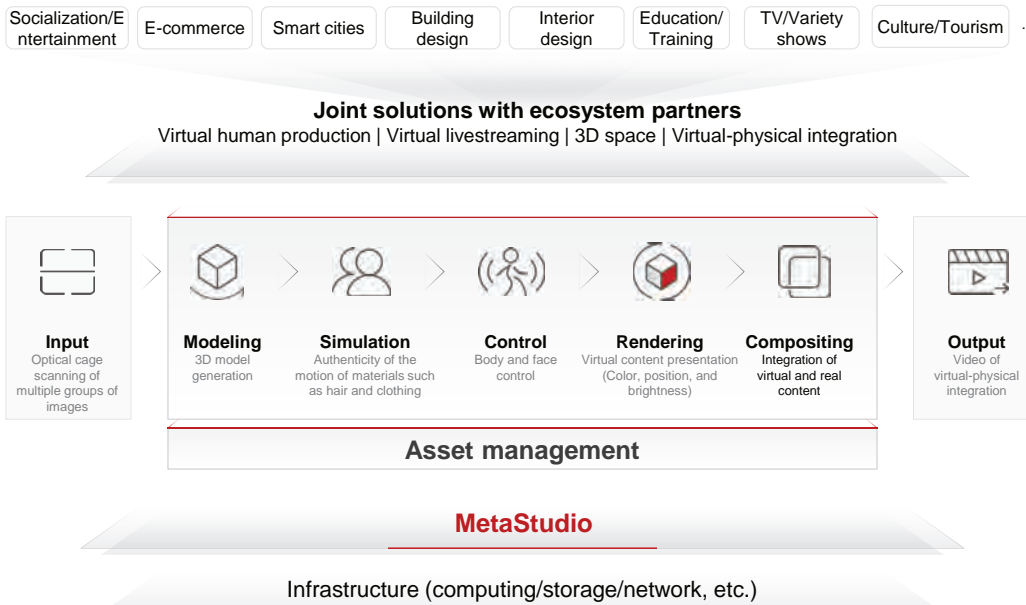 Socialization/E
ntertainment
E-commerce
Smart cities
Building
design
Interior
design
Education/
Training
TV/Variety
shows
Culture/Tourism
.
Joint solutions with ecosystem partners
Virtual human production | Virtual livestreaming | 3D space | Virtual-physical integration
Input
Optical cage
scanning of
multiple groups of
images
Modeling
3D model
generation
Simulation
Authenticity of the
motion of materials such
as hair and clothing
Control
Body and face
control
Rendering
Virtual content presentation
(Color, position, and
brightness)
Compositing
Integration of
virtual and real
content
Output
Video of
virtual-physical
integration
Asset management
MetaStudio
Infrastructure (computing/storage/network, etc.)